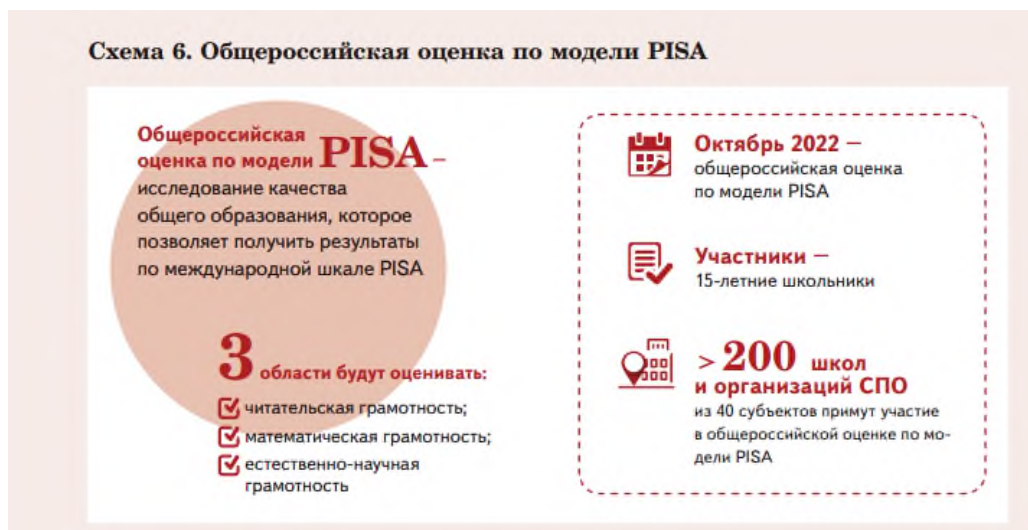 Схема 6. Общероссийская оценка по модели PISA
Общероссийская
оценка по модели PISA –
исследование качества
общего образования, которое
позволяет получить результаты
по международной шкале PISA
3 области будут оценивать:
читательская грамотность;
математическая грамотность;
естественно-научная
грамотность
Октябрь 2022 –
общероссийская оценка
по модели PISA
Участники –
15-летние школьники
> 200 школ
и организаций СПО
из 40 субъектов примут участие
в общероссийской оценке по мо-
дели PISA